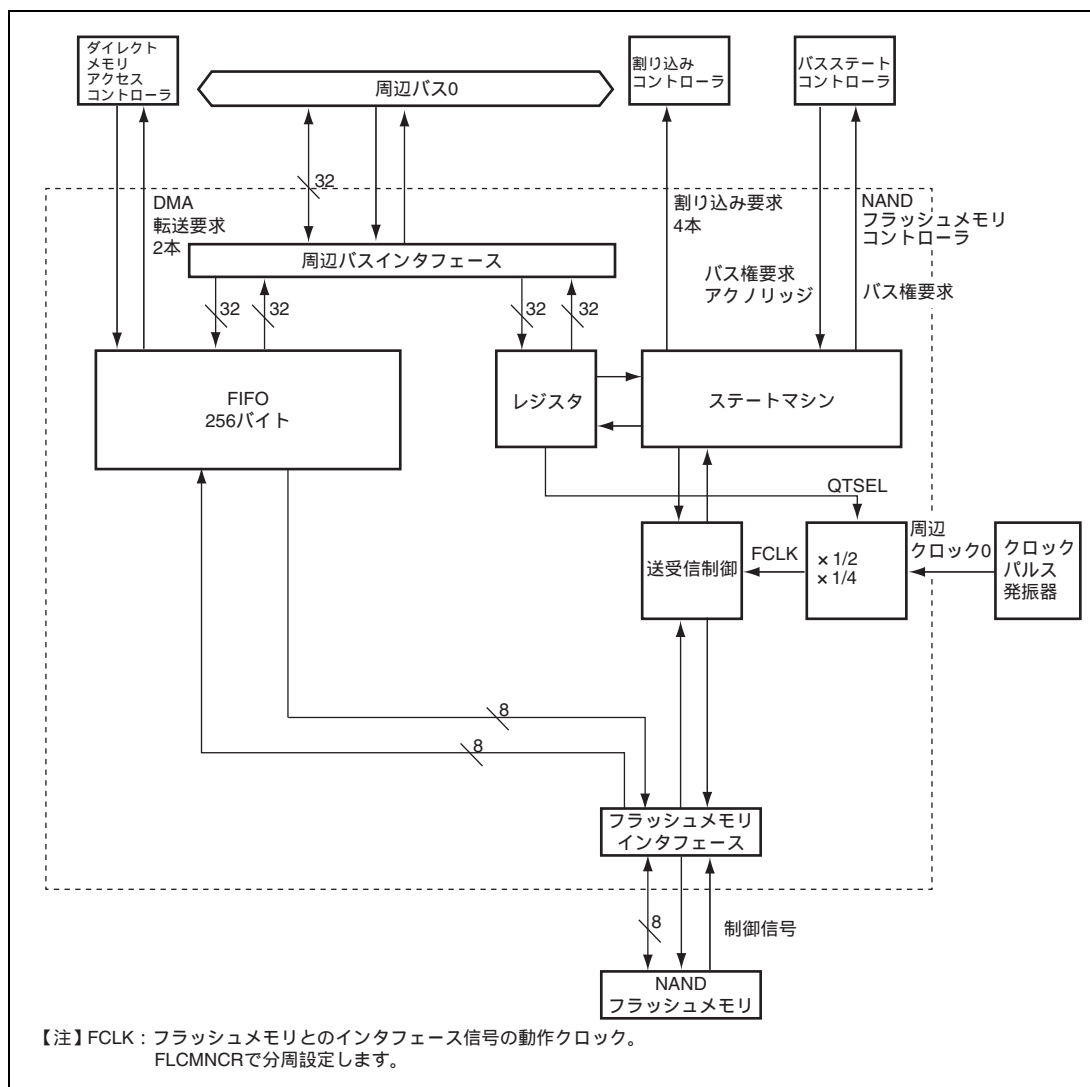 ダイレクト
メモリ
アクセス
コントローラ
周辺バス0
割り込み
コントローラ
バスステート
コントローラ
32
DMA
転送要求
2本
割り込み要求
4本
NAND
フラッシュメモリ
コントローラ
周辺バスインタフェース
バス権要求
アクノリッジ
バス権要求
32
32
32
32
FIFO
256バイト
レジスタ
ステートマシン
QTSEL
送受信制御
FCLK
×1/2
×1/4
周辺
クロック0
クロック
パルス
発振器
8
8
フラッシュメモリ
インタフェース
8
制御信号
NAND
フラッシュメモリ
【注】FCLK:フラッシュメモリとのインタフェース信号の動作クロック。
FLCMNCRで分周設定します。